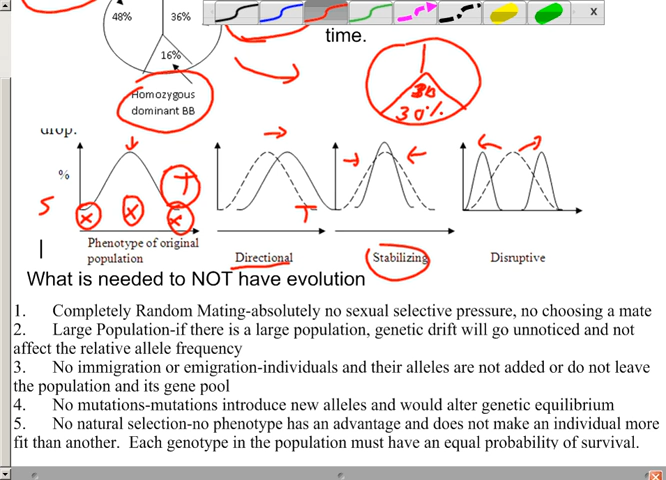 48%
36%
16%
time.
Homozygous
dominant BB
BB
30%
drop.
%
T
S
X X X
T
Phenotype of original
population
Directional
Stabilizing
Disruptive
What is needed to NOT have evolution
1. Completely Random Mating-absolutely no sexual selective pressure, no choosing a mate
2. Large Population-if there is a large population, genetic drift will go unnoticed and not
affect the relative allele frequency
3. No immigration or emigration-individuals and their alleles are not added or do not leave
the population and its gene pool
4. No mutations-mutations introduce new alleles and would alter genetic equilibrium
5. No natural selection-no phenotype has an advantage and does not make an individual more
fit than another. Each genotype in the population must have an equal probability of survival.